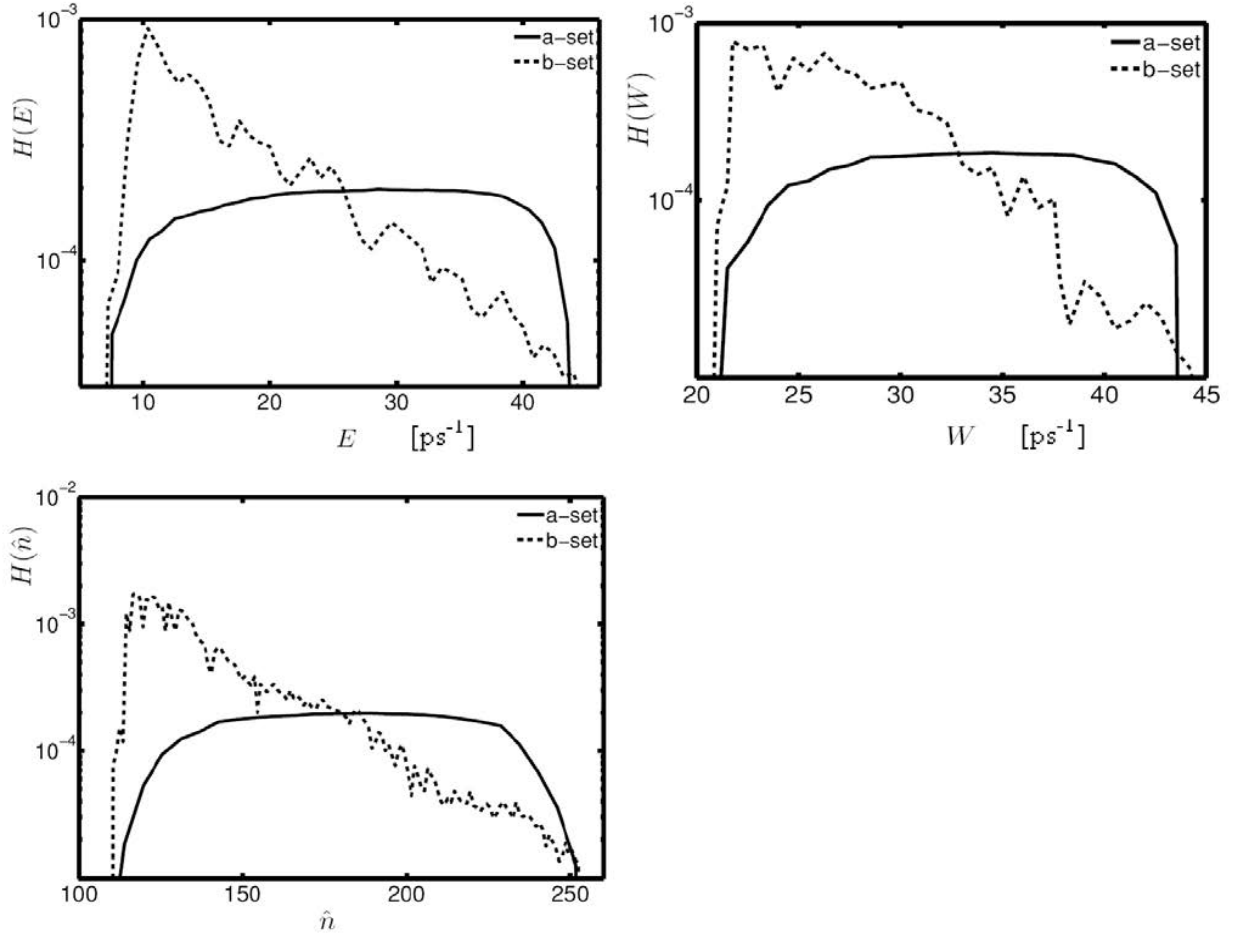 10⁻³
a-set
b-set
H(E)
10⁻⁴
10 20 30 40
E [ps⁻¹]
10⁻³
a-set
b-set
H(W)
10⁻⁴
20 25 30 35 40 45
W [ps⁻¹]
10⁻²
a-set
b-set
H(n̂)
10⁻³
10⁻⁴
100 150 200 250
n̂